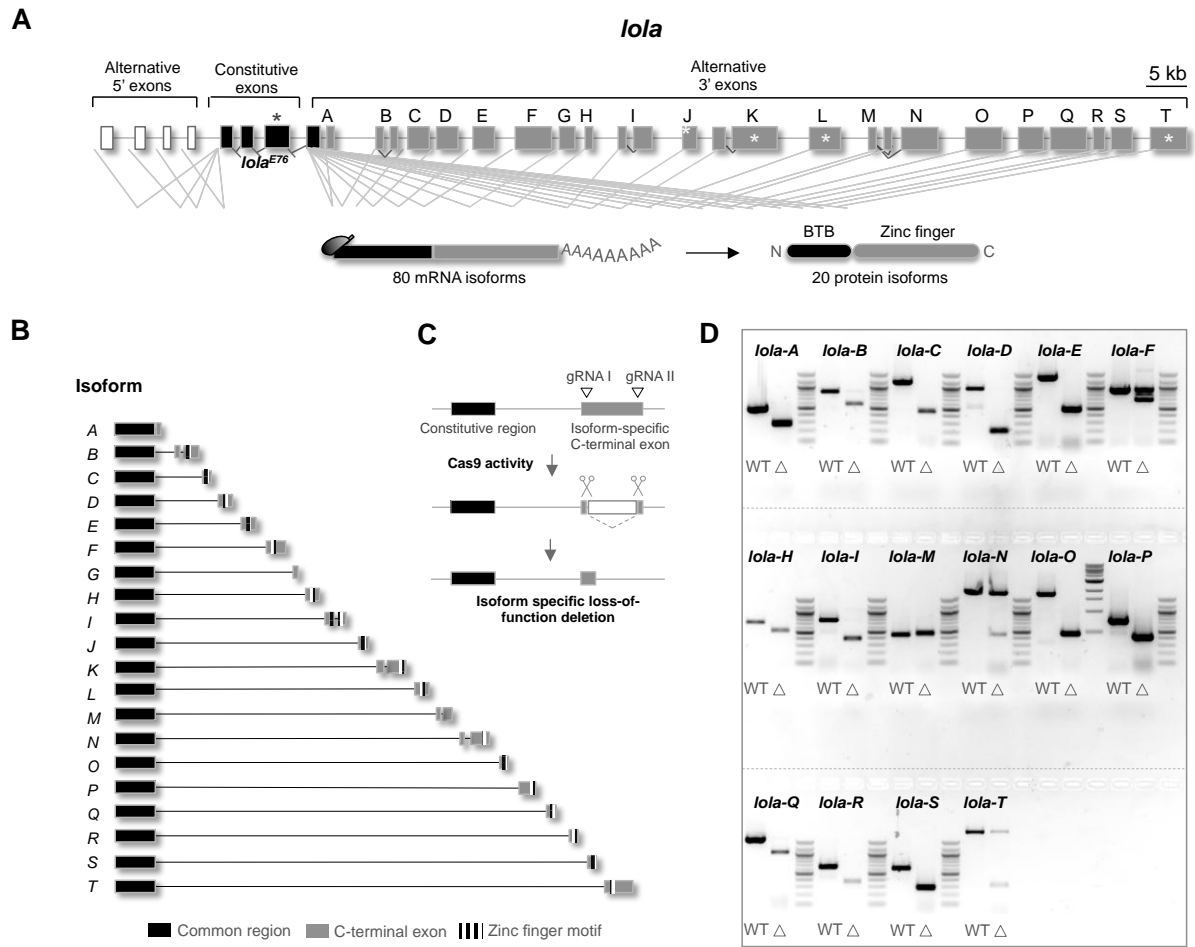 A
lola
Alternative
5' exons
Constitutive
exons
Alternative
3' exons
5 kb
*
A B C D E F G H I J K L M N O P Q R S T
* * * *
lolaE76
AAAAAAAAA
80 mRNA isoforms
BTB Zinc finger
N C
20 protein isoforms
B
Isoform
A
B
C
D
E
F
G
H
I
J
K
L
M
N
O
P
Q
R
S
T
Common region C-terminal exon Zinc finger motif
C
gRNA I gRNA II
Constitutive region
Isoform-specific
C-terminal exon
Cas9 activity
Isoform specific loss-of-
function deletion
D
lola-A lola-B lola-C lola-D lola-E lola-F
WT △ WT △ WT △ WT △ WT △ WT △
lola-H lola-I lola-M lola-N lola-O lola-P
WT △ WT △ WT △ WT △ WT △ WT △
lola-Q lola-R lola-S lola-T
WT △ WT △ WT △ WT △